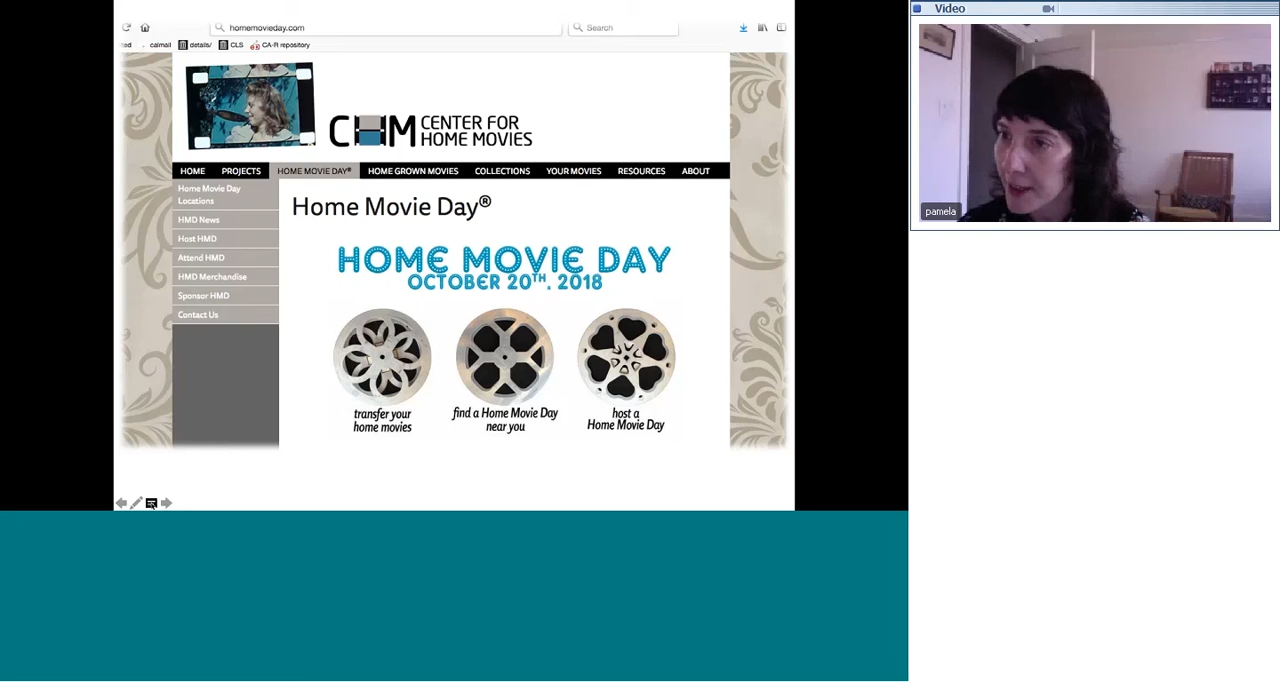 Video
homemovieday.com
Search
ted
calmail
details/
CLS
CA-R repository
CHM CENTER FOR
HOME MOVIES
HOME PROJECTS HOME MOVIE DAY® HOME GROWN MOVIES COLLECTIONS YOUR MOVIES RESOURCES ABOUT
Home Movie Day
Locations
HMD News
Host HMD
Attend HMD
HMD Merchandise
Sponsor HMD
Contact Us
Home Movie Day®
HOME MOVIE DAY
OCTOBER 20TH, 2018
transfer your
home movies
find a Home Movie Day
near you
host a
Home Movie Day
pamela